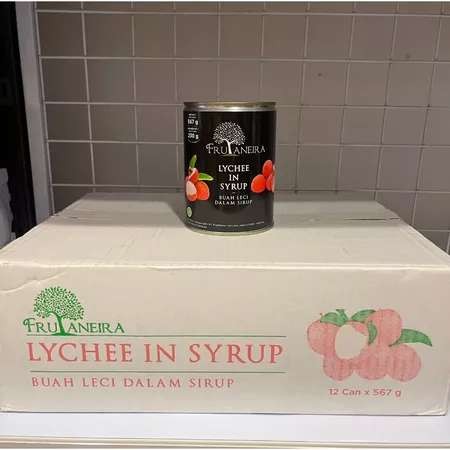 567 g
FRUTANEIRA
LYCHEE
IN
SYRUP
BUAH LECI
DALAM SIRUP
FRUTANEIRA
LYCHEE IN SYRUP
BUAH LECI DALAM SIRUP
12 Can x 567 g